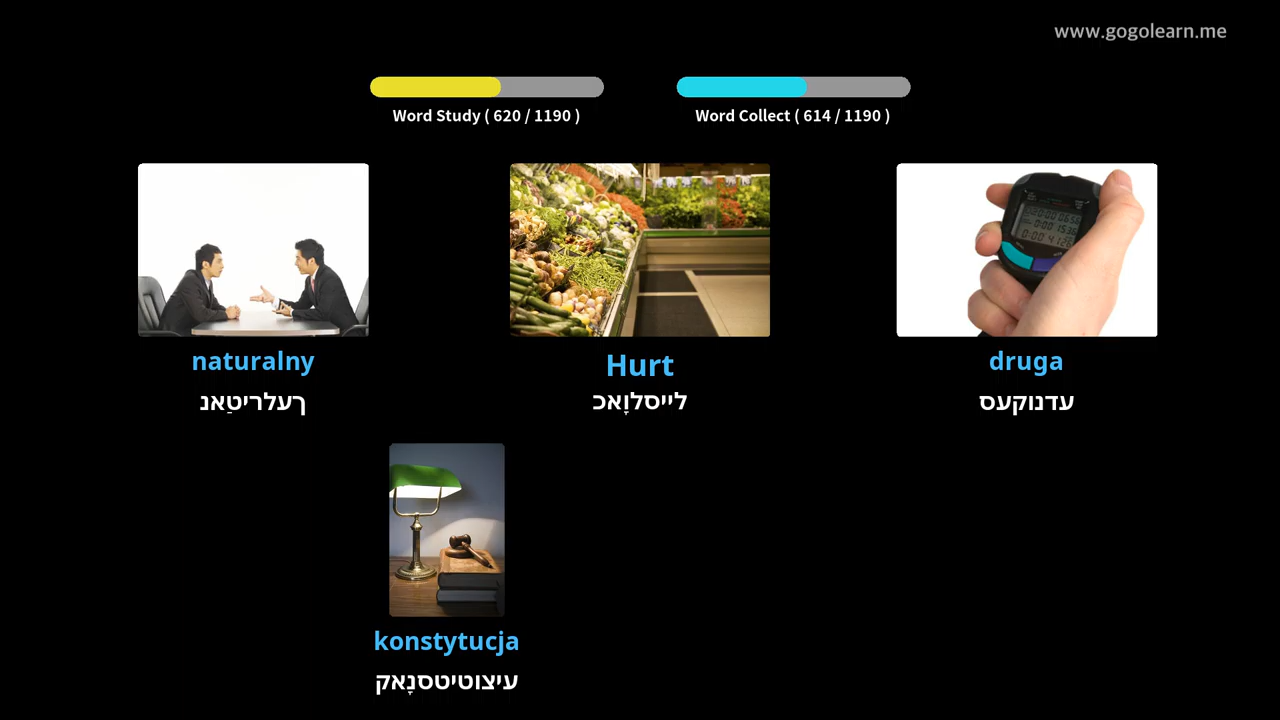 www.gogolearn.me
Word Study ( 620 / 1190 )
Word Collect ( 614 / 1190 )
naturalny
ךעלריטַאנ
Hurt
לייסלוָאכ
druga
עדנוקעס
konstytucja
עיצוטיטסנָאק